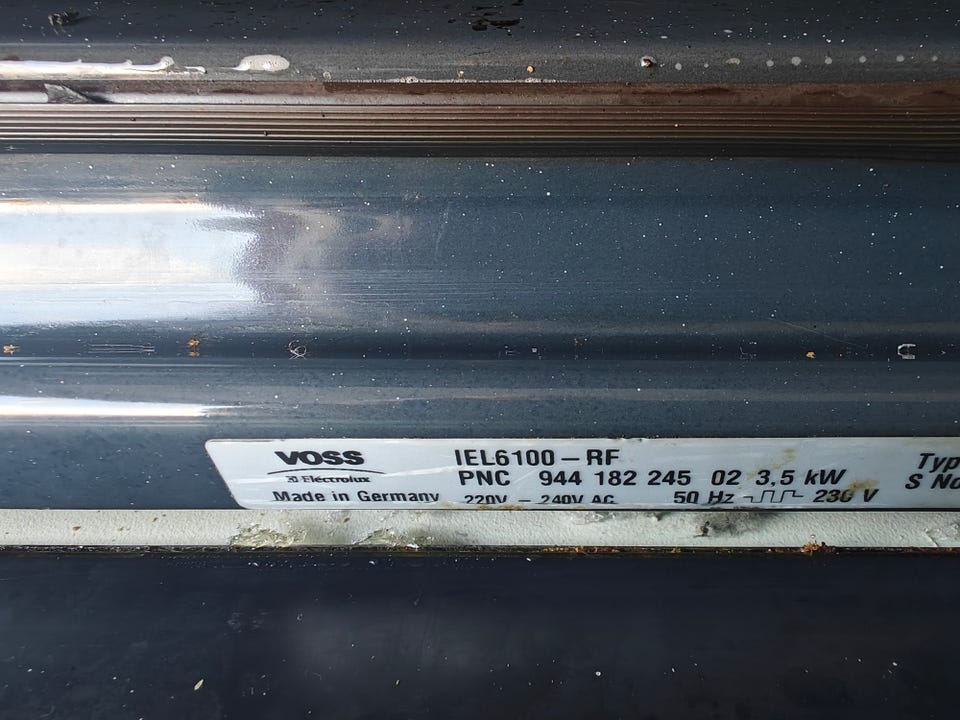 VOSS
Electrolux
Made in Germany
IEL6100-RF
PNC 944 182 245 02 3,5 kW
220V - 240V AC 50 Hz 230 V
Typ
S No